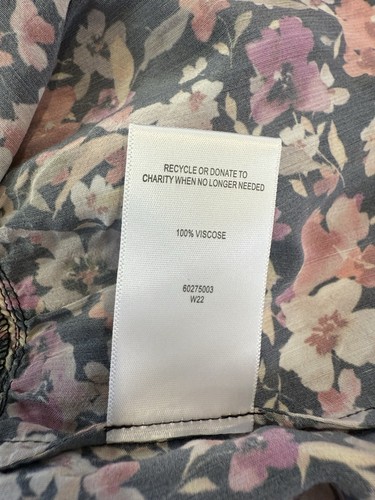 RECYCLE OR DONATE TO
CHARITY WHEN NO LONGER NEEDED
100% VISCOSE
60275003
W22